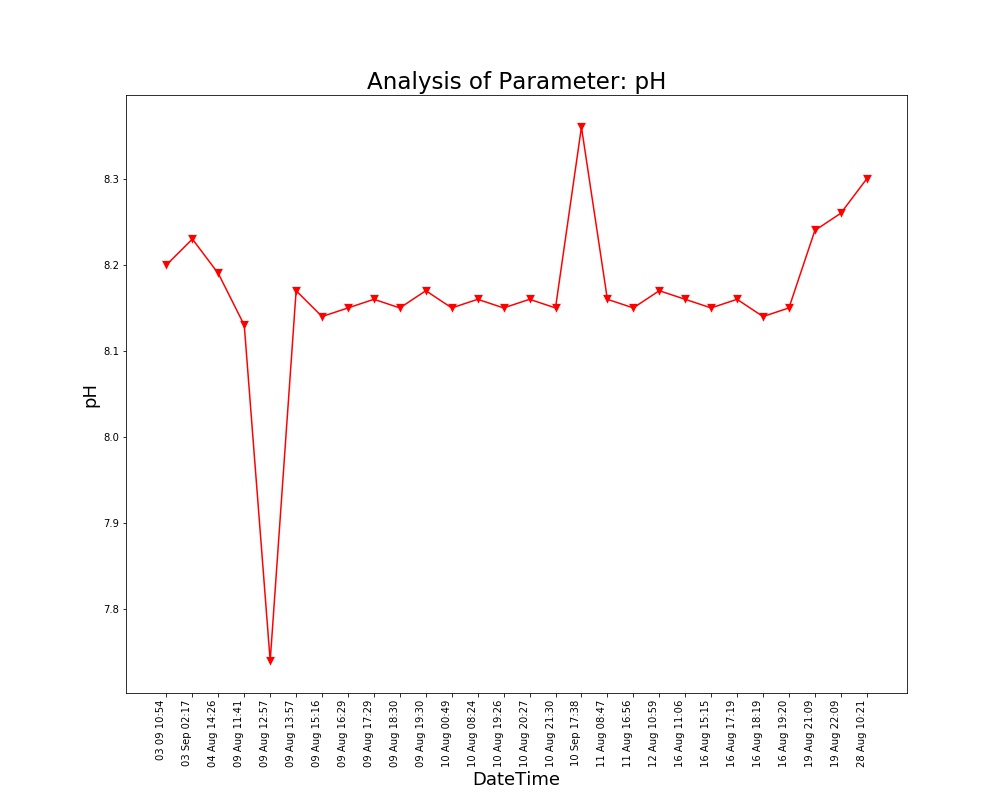 Analysis of Parameter: pH
8.3
8.2
8.1
8.0
7.9
7.8
pH
03 09 10:54
03 Sep 02:17
04 Aug 14:26
09 Aug 11:41
09 Aug 12:57
09 Aug 13:57
09 Aug 15:16
09 Aug 16:29
09 Aug 17:29
09 Aug 18:30
09 Aug 19:30
10 Aug 00:49
10 Aug 08:24
10 Aug 19:26
10 Aug 20:27
10 Aug 21:30
10 Sep 17:38
11 Aug 08:47
11 Aug 16:56
12 Aug 10:59
16 Aug 11:06
16 Aug 15:15
16 Aug 17:19
16 Aug 18:19
16 Aug 19:20
19 Aug 21:09
19 Aug 22:09
28 Aug 10:21
DateTime